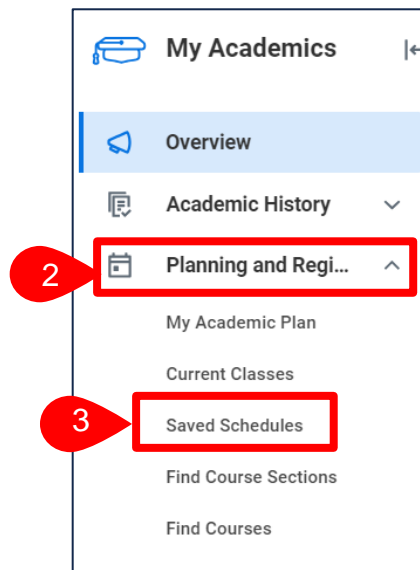 My Academics
Overview
Academic History
2
Planning and Regi...
My Academic Plan
Current Classes
3
Saved Schedules
Find Course Sections
Find Courses